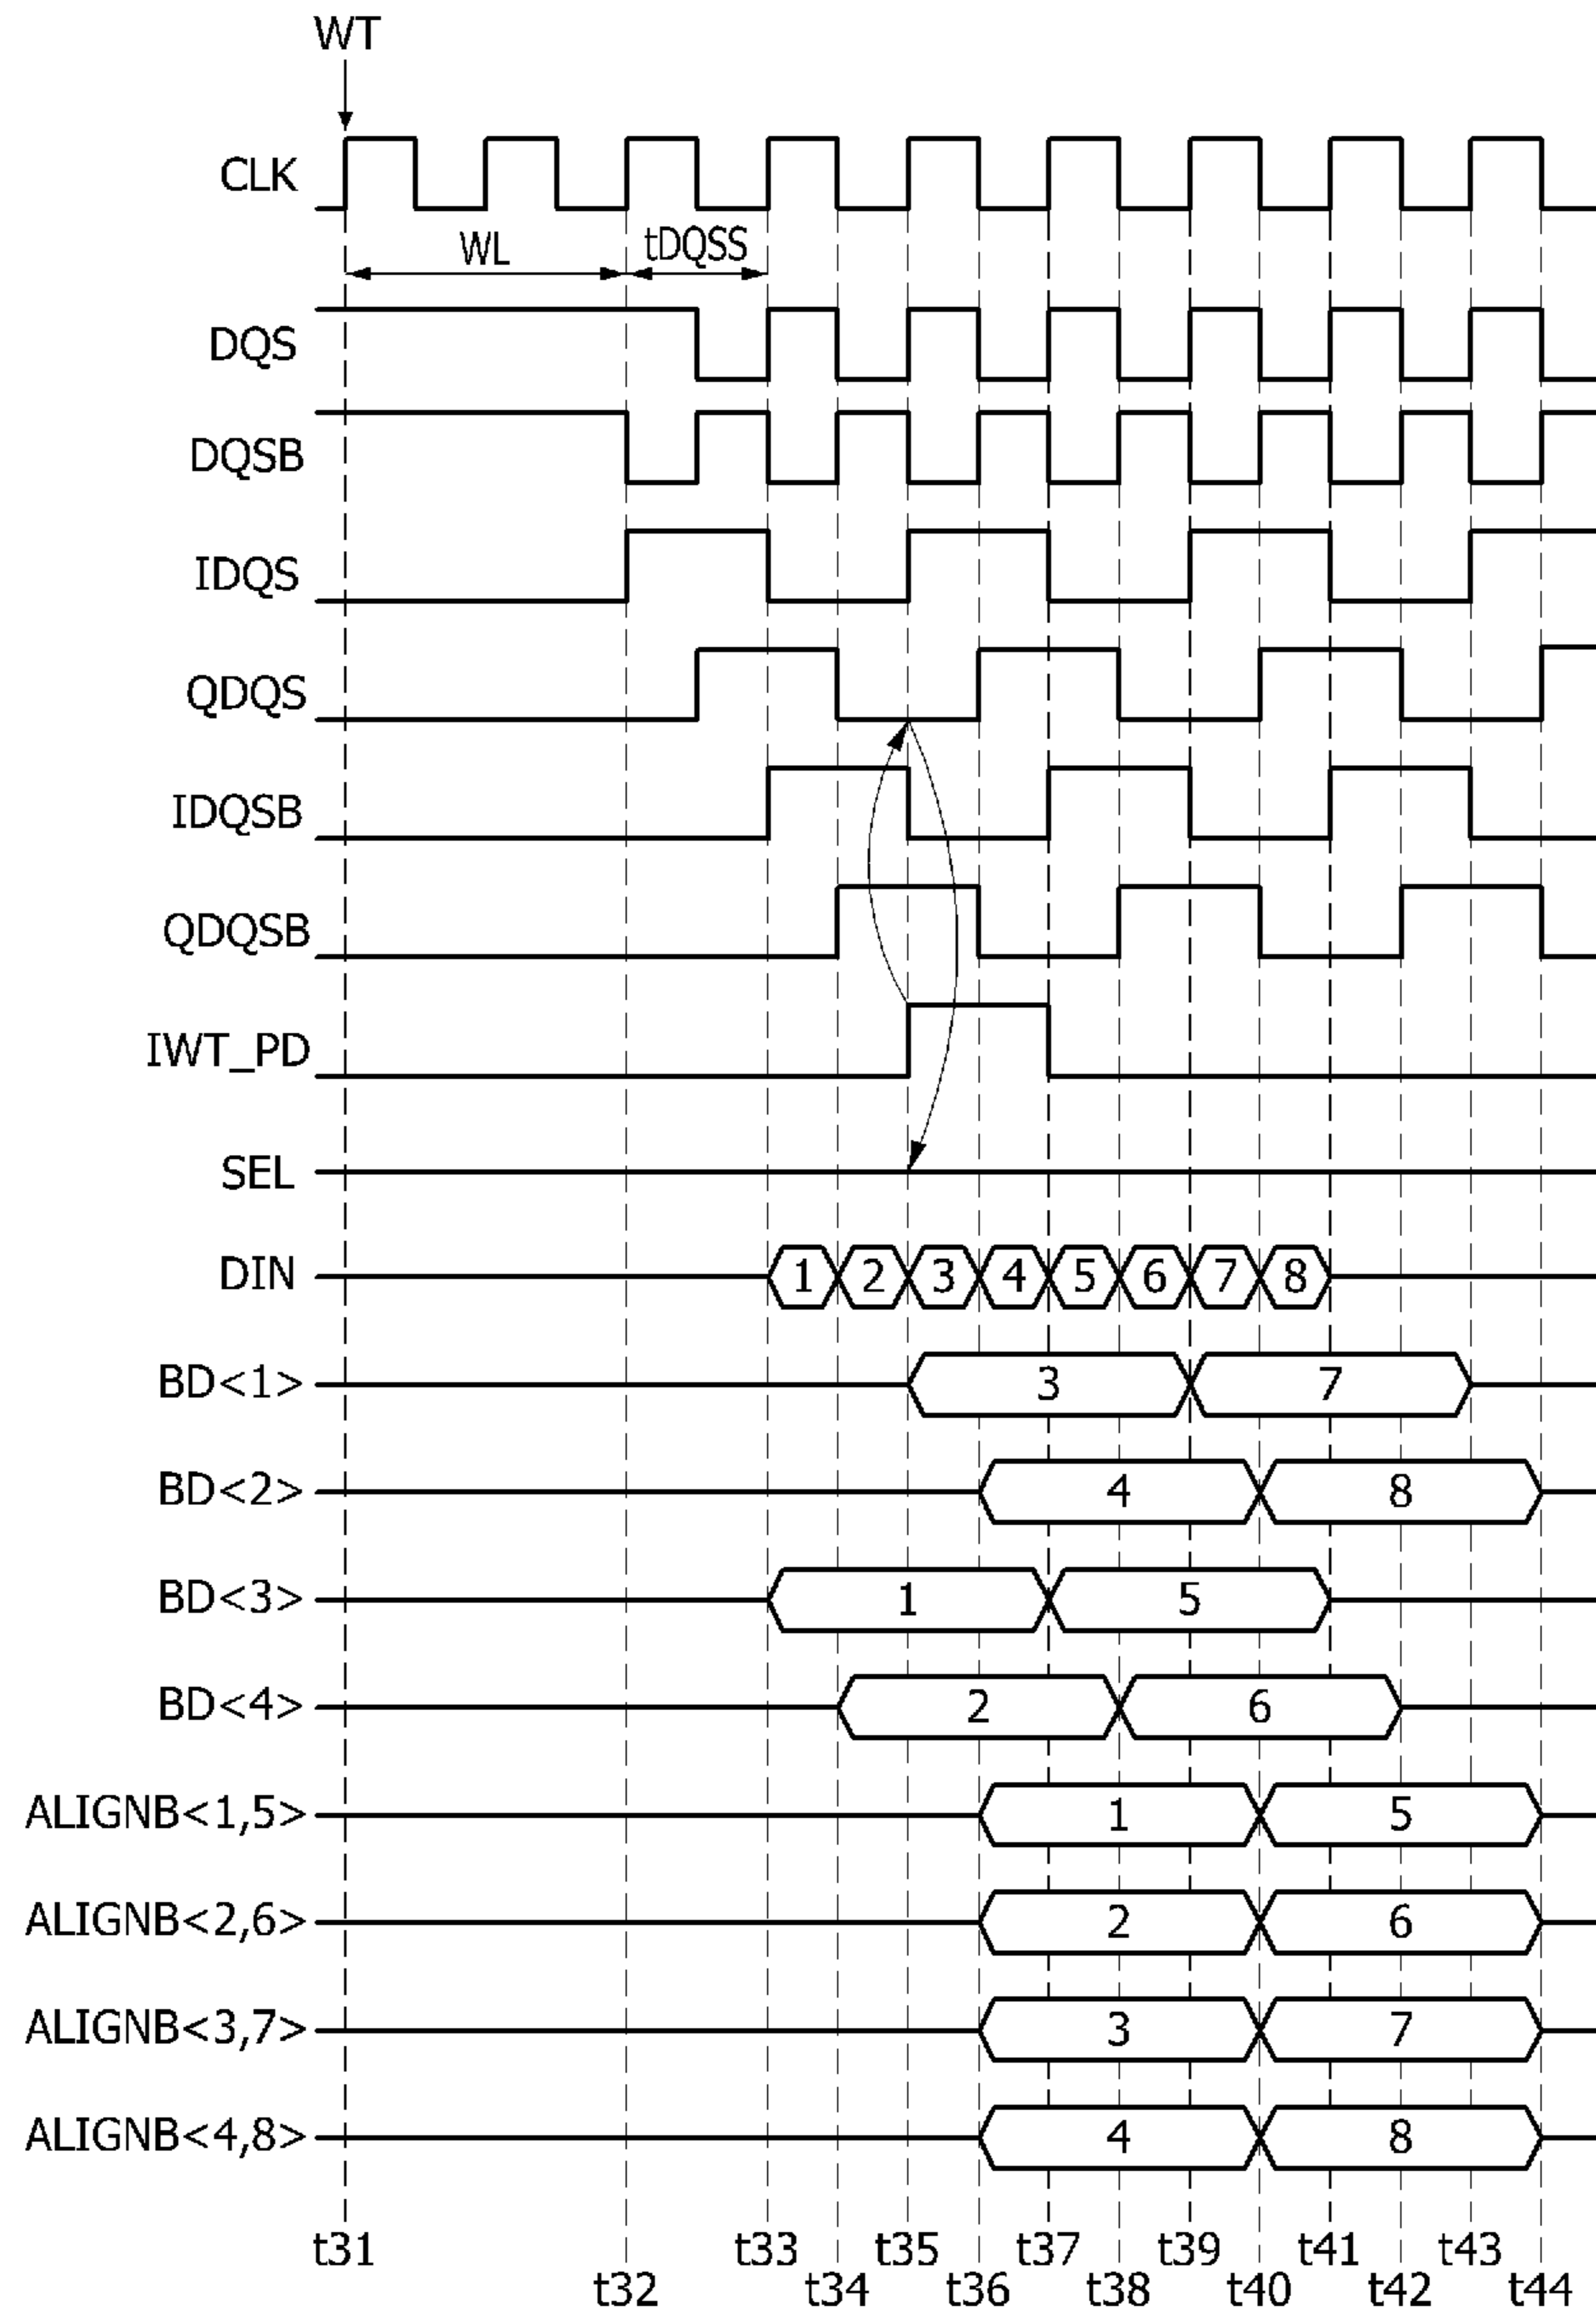 WT
CLK
WL tDQSS
DQS
DQSB
IDQS
QDQS
IDQSB
QDQSB
IWT_PD
SEL
DIN 1 2 3 4 5 6 7 8
BD<1> 3 7
BD<2> 4 8
BD<3> 1 5
BD<4> 2 6
ALIGNB<1,5> 1 5
ALIGNB<2,6> 2 6
ALIGNB<3,7> 3 7
ALIGNB<4,8> 4 8
t31 t33 t35 t37 t39 t41 t43
t32 t34 t36 t38 t40 t42 t44